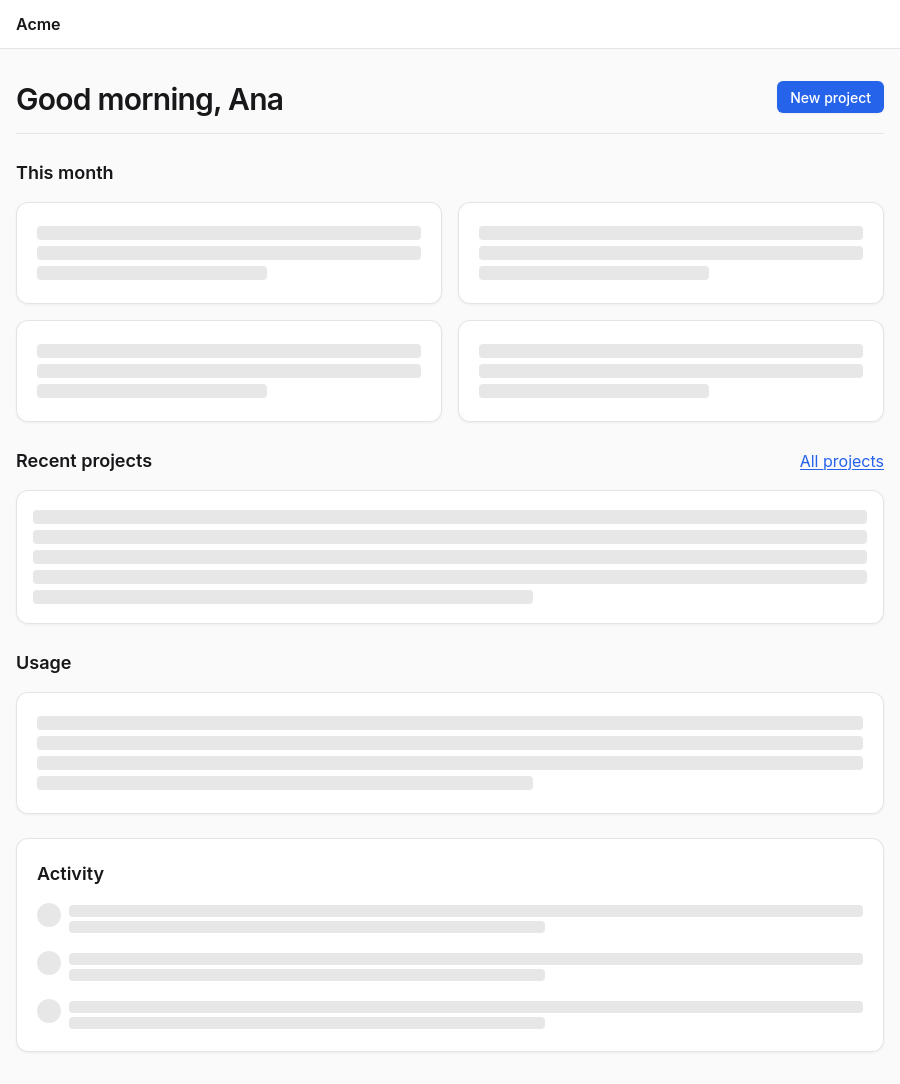 Acme
Good morning, Ana
New project
This month
Recent projects
All projects
Usage
Activity